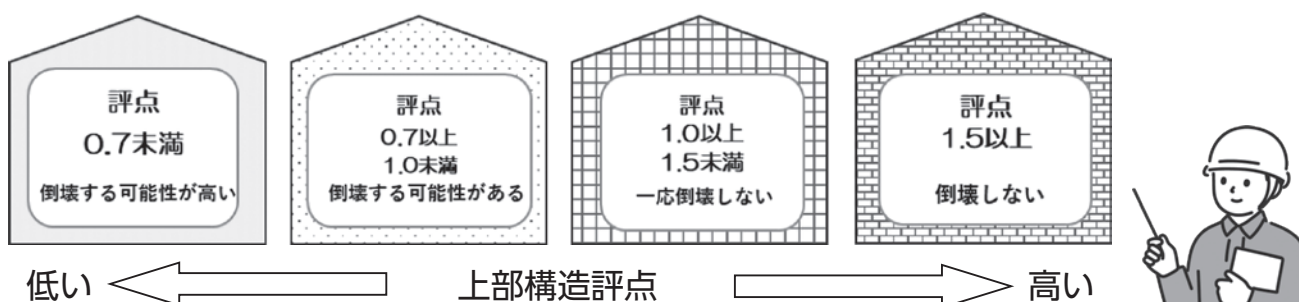 評点
0.7未満
倒壊する可能性が高い
評点
0.7以上
1.0未満
倒壊する可能性がある
評点
1.0以上
1.5未満
一応倒壊しない
評点
1.5以上
倒壊しない
低い
上部構造評点
高い